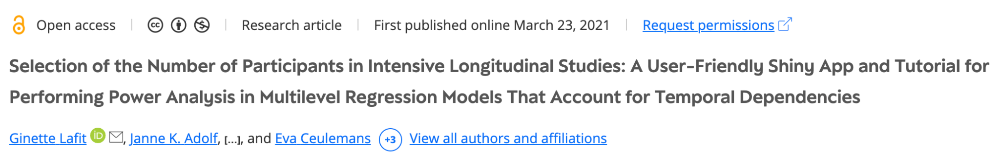 Open access | cc Research article | First published online March 23, 2021 | Request permissions
Selection of the Number of Participants in Intensive Longitudinal Studies: A User-Friendly Shiny App and Tutorial for
Performing Power Analysis in Multilevel Regression Models That Account for Temporal Dependencies
Ginette Lafit iD, Janne K. Adolf, [...], and Eva Ceulemans +3 View all authors and affiliations